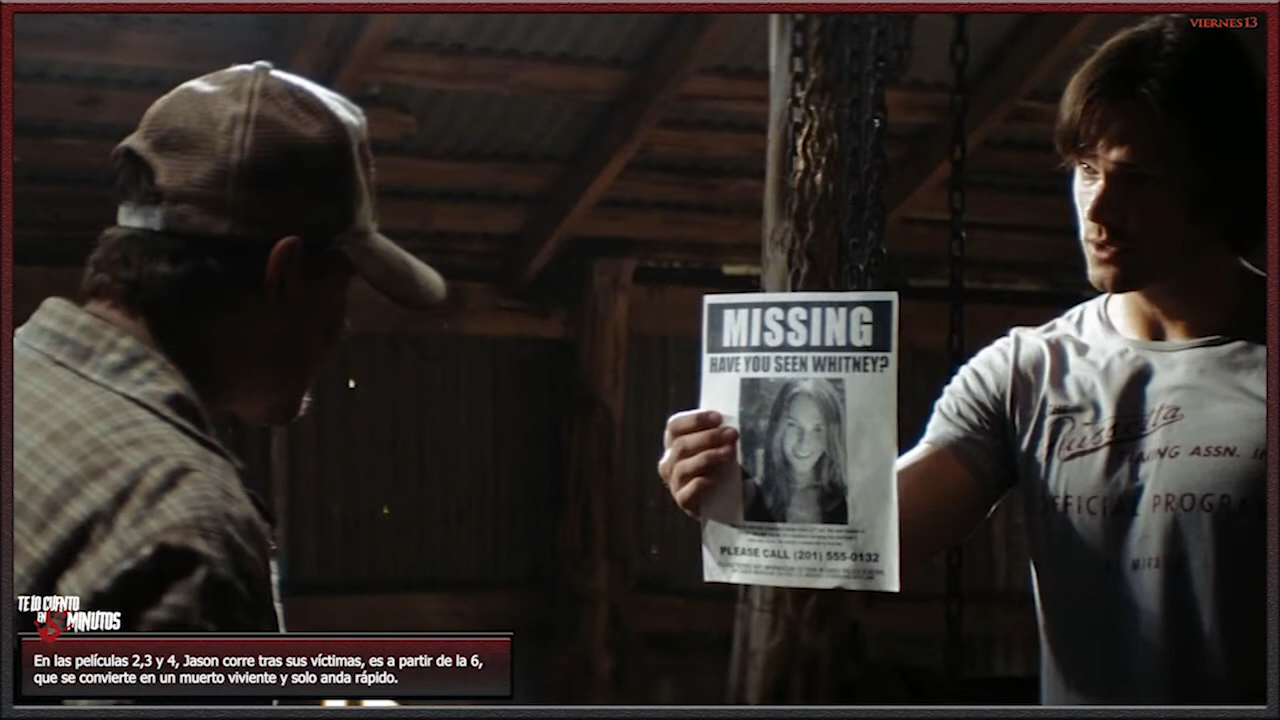 VIERNES13
MISSING
HAVE YOU SEEN WHITNEY?
PLEASE CALL (201) 555-0132
ASSN.
OFFICIAL PROGRA
TE LO CUENTO
EN 5 MINUTOS
En las películas 2,3 y 4, Jason corre tras sus víctimas, es a partir de la 6,
que se convierte en un muerto viviente y solo anda rápido.